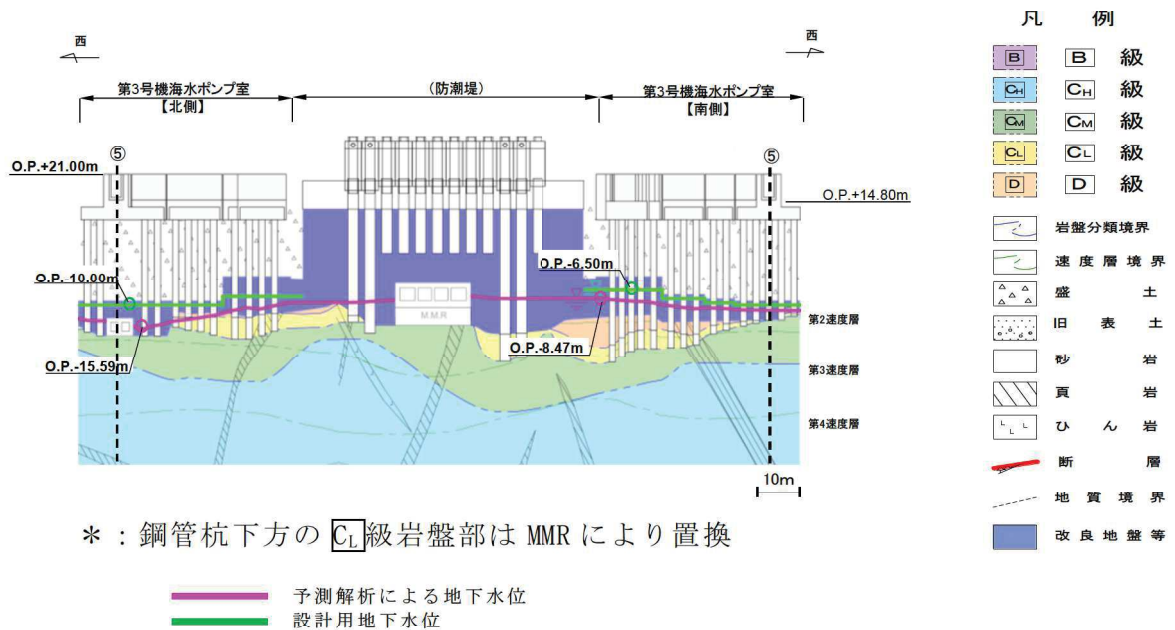 西
西
第3号機海水ポンプ室
【北側】
(防潮堤)
第3号機海水ポンプ室
【南側】
⑤
⑤
O.P.+21.00m
O.P.+14.80m
O.P.-10.00m
O.P.-6.50m
M.M.R
第2速度層
O.P.-15.59m
O.P.-8.47m
第3速度層
第4速度層
10m
*:鋼管杭下方のCL級岩盤部はMMRにより置換
予測解析による地下水位
設計用地下水位
凡 例
B B 級
CH CH 級
CM CM 級
CL CL 級
D D 級
岩盤分類境界
速度層境界
盛土
旧表土
砂岩
頁岩
ひん岩
断層
地質境界
改良地盤等